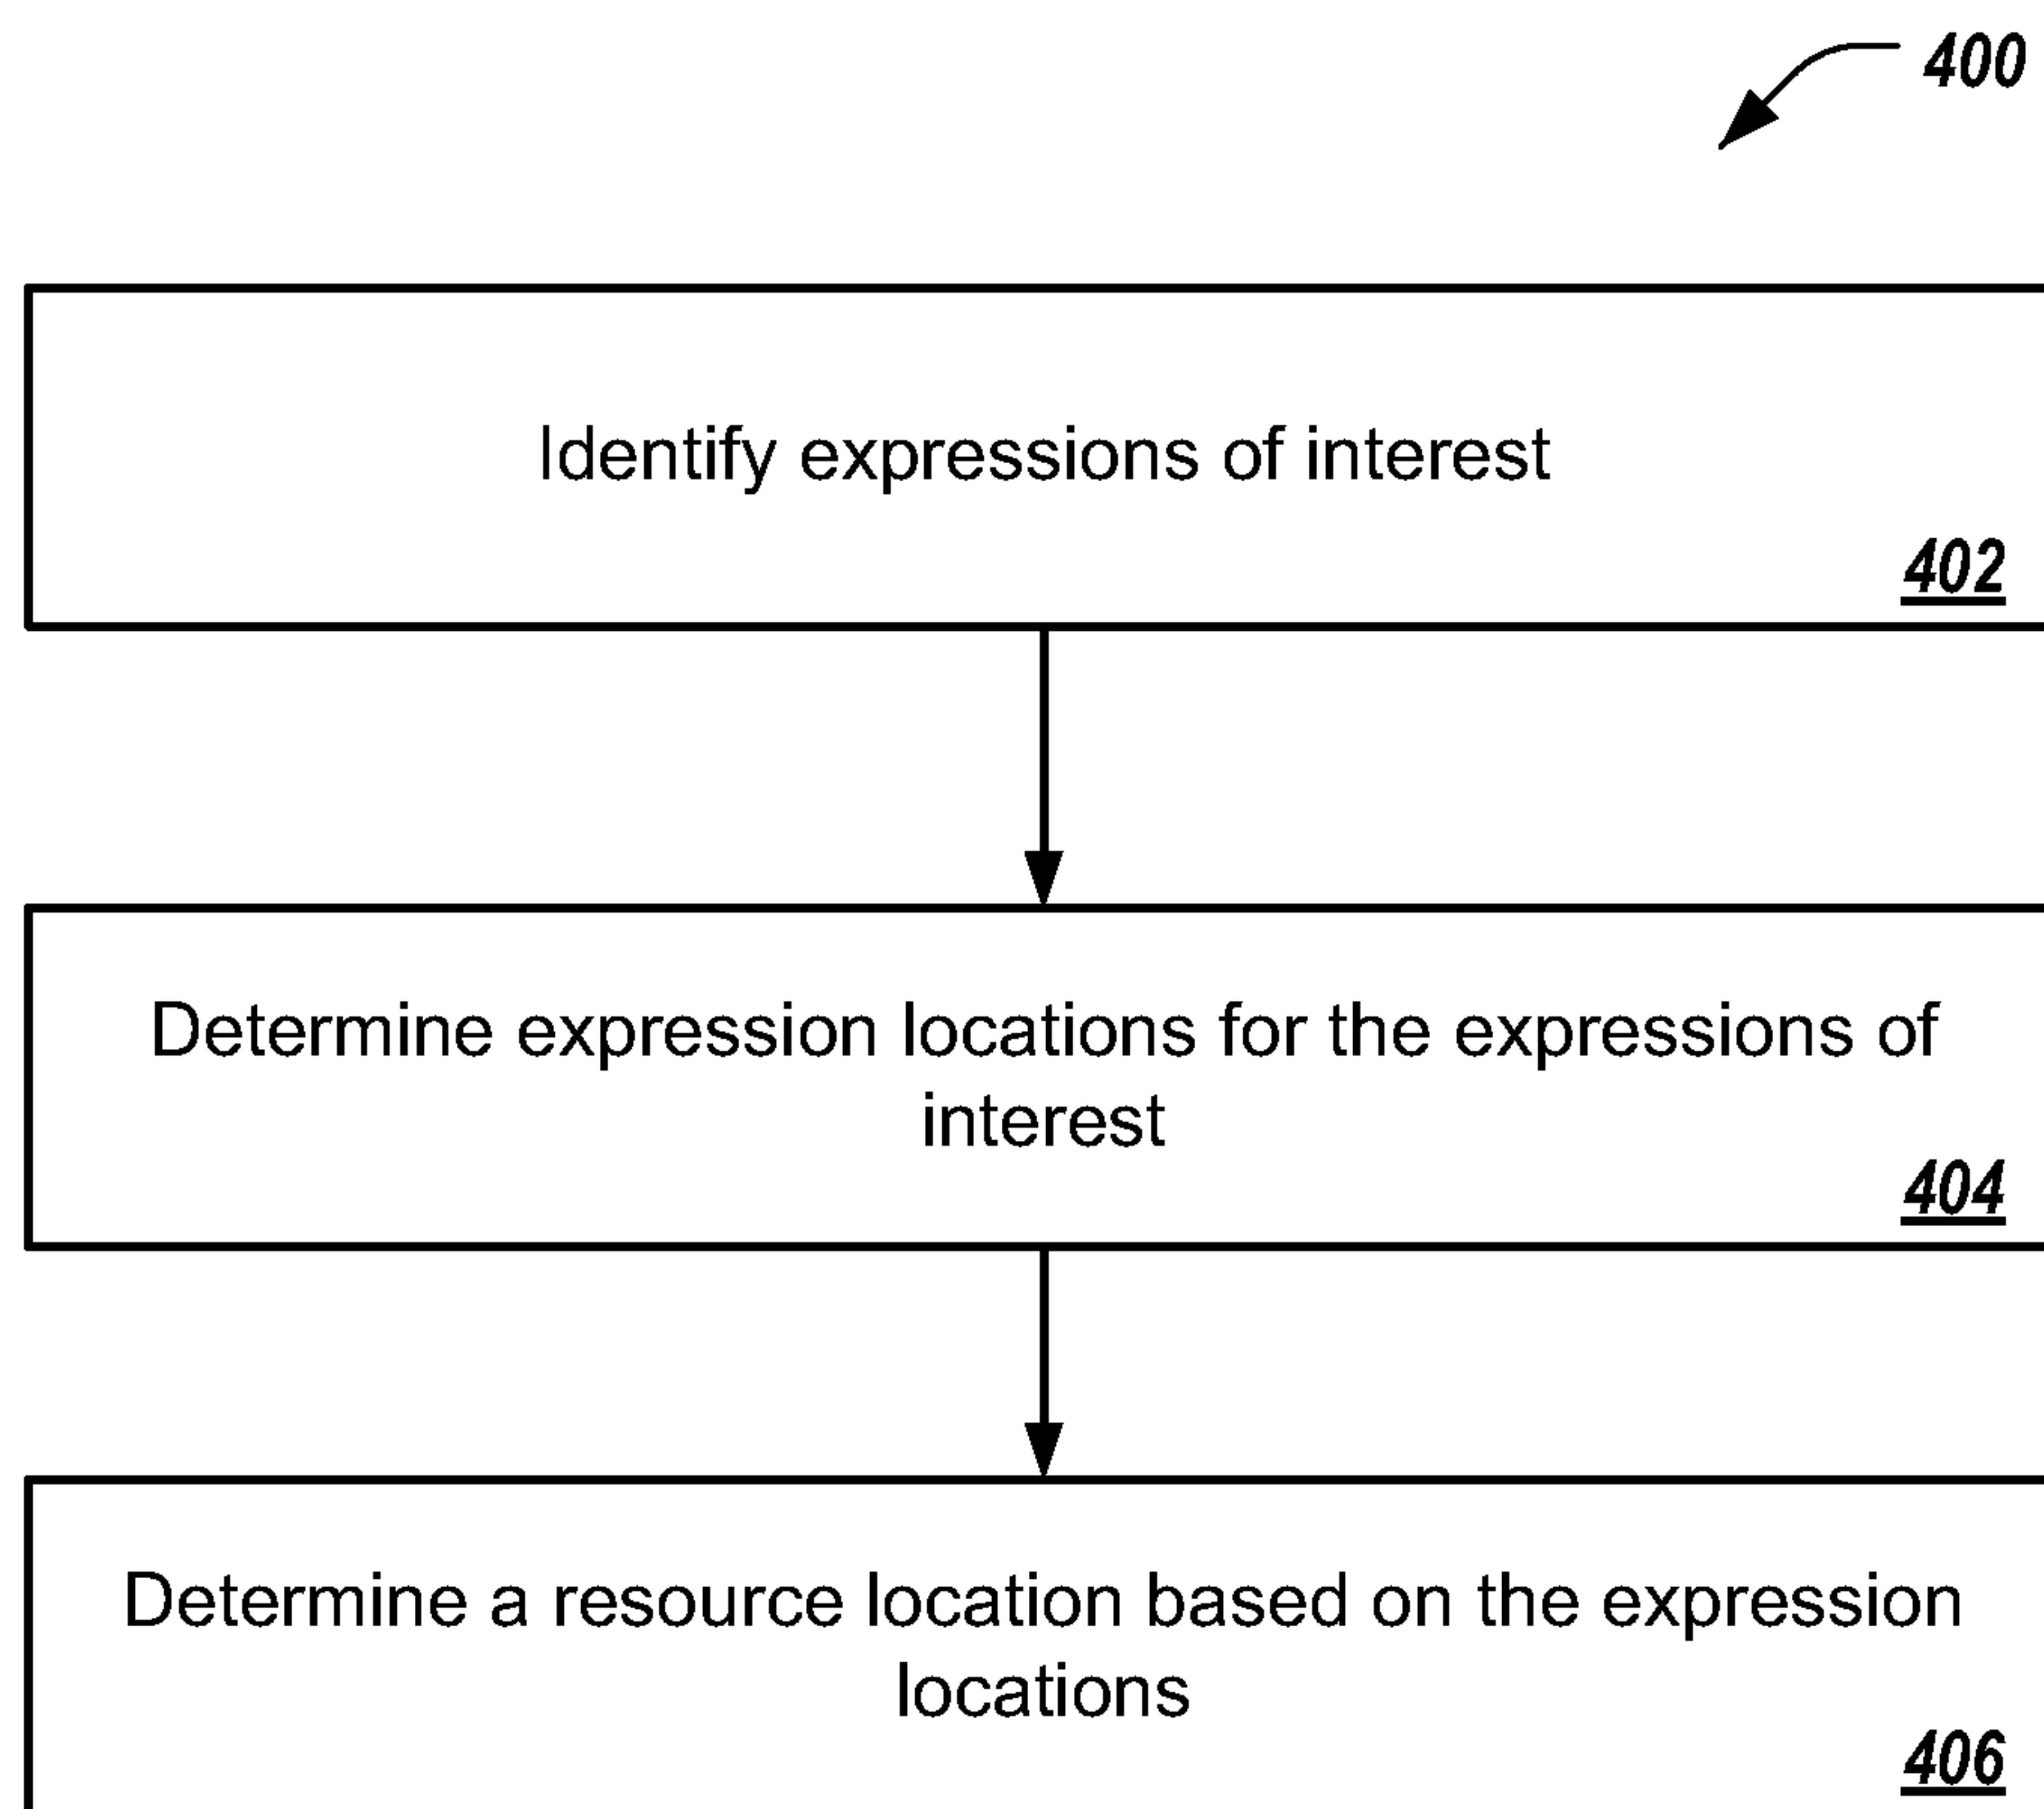 400
Identify expressions of interest
402
Determine expression locations for the expressions of
interest
404
Determine a resource location based on the expression
locations
406